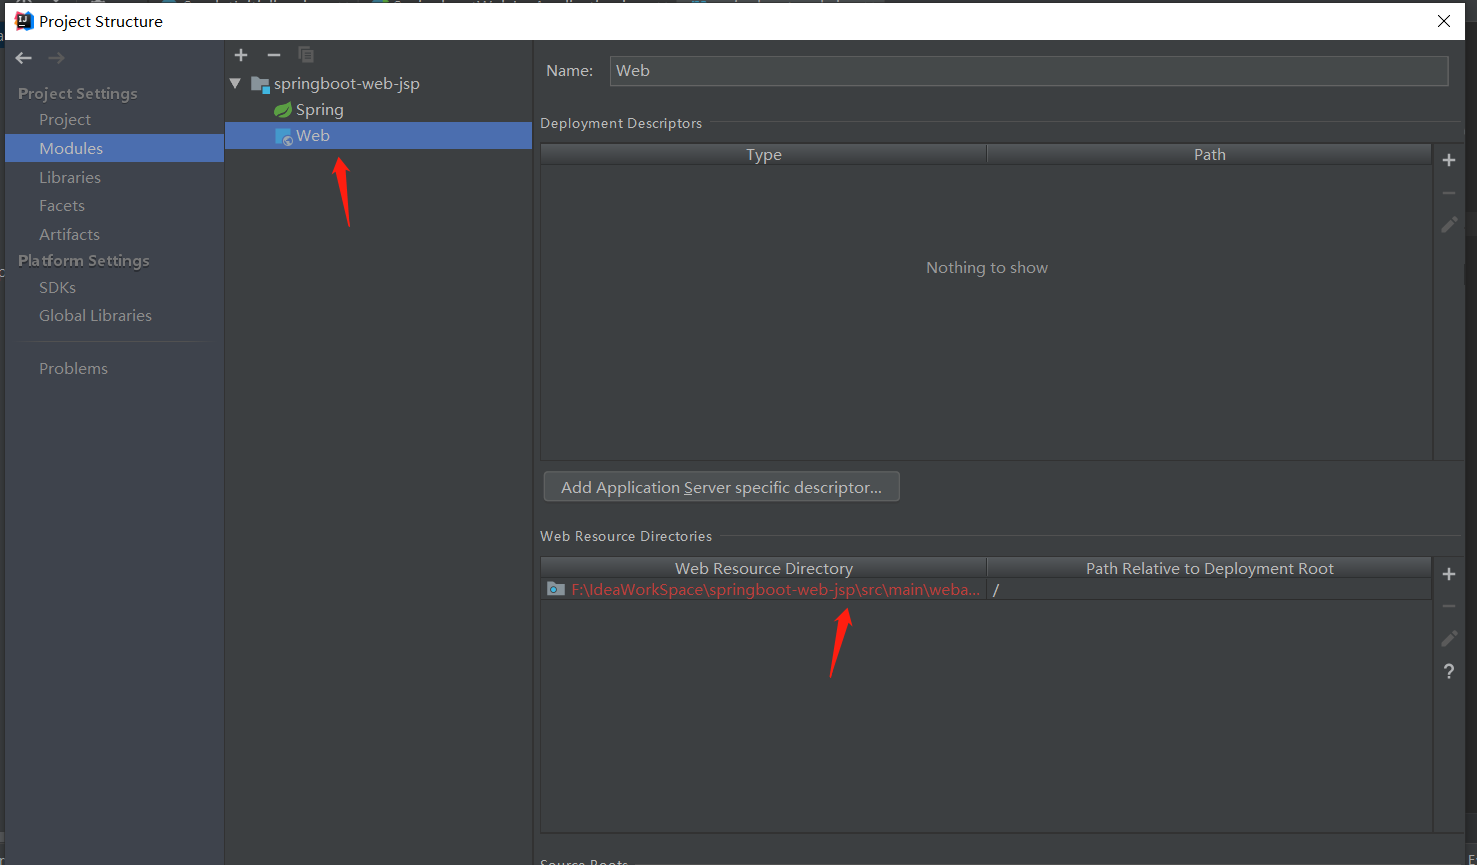 Project Structure
Project Settings
Project
Modules
Libraries
Facets
Artifacts
Platform Settings
SDKs
Global Libraries
Problems
springboot-web-jsp
Spring
Web
Name: Web
Deployment Descriptors
Type Path
Nothing to show
Add Application Server specific descriptor...
Web Resource Directories
Web Resource Directory Path Relative to Deployment Root
F:\IdeaWorkSpace\springboot-web-jsp\src\main\weba... /
?
Source Roots